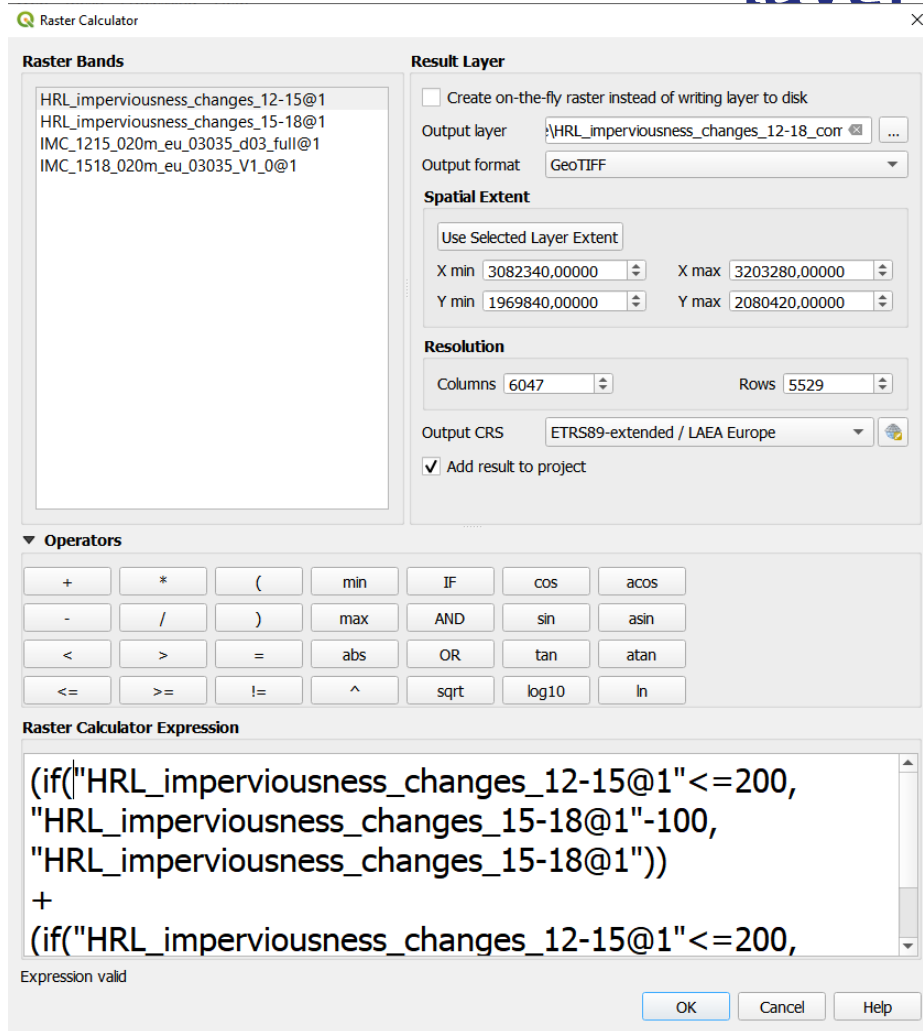 Raster Calculator
Raster Bands
HRL_imperviousness_changes_12-15@1
HRL_imperviousness_changes_15-18@1
IMC_1215_020m_eu_03035_d03_full@1
IMC_1518_020m_eu_03035_V1_0@1
Result Layer
Create on-the-fly raster instead of writing layer to disk
Output layer :\HRL_imperviousness_changes_12-18_com ...
Output format GeoTIFF
Spatial Extent
Use Selected Layer Extent
X min 3082340,00000 X max 3203280,00000
Y min 1969840,00000 Y max 2080420,00000
Resolution
Columns 6047 Rows 5529
Output CRS ETRS89-extended / LAEA Europe
Add result to project
Operators
+ * ( min IF cos acos
- / ) max AND sin asin
< > = abs OR tan atan
<= >= != ^ sqrt log10 ln
Raster Calculator Expression
(if("HRL_imperviousness_changes_12-15@1"<=200,
"HRL_imperviousness_changes_15-18@1"-100,
"HRL_imperviousness_changes_15-18@1"))
+
(if("HRL_imperviousness_changes_12-15@1"<=200,
Expression valid
OK Cancel Help